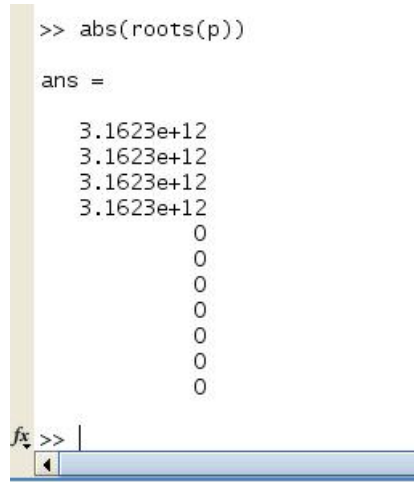 >> abs(roots(p))
ans =
3.1623e+12
3.1623e+12
3.1623e+12
3.1623e+12
0
0
0
0
0
0
0
fx >>